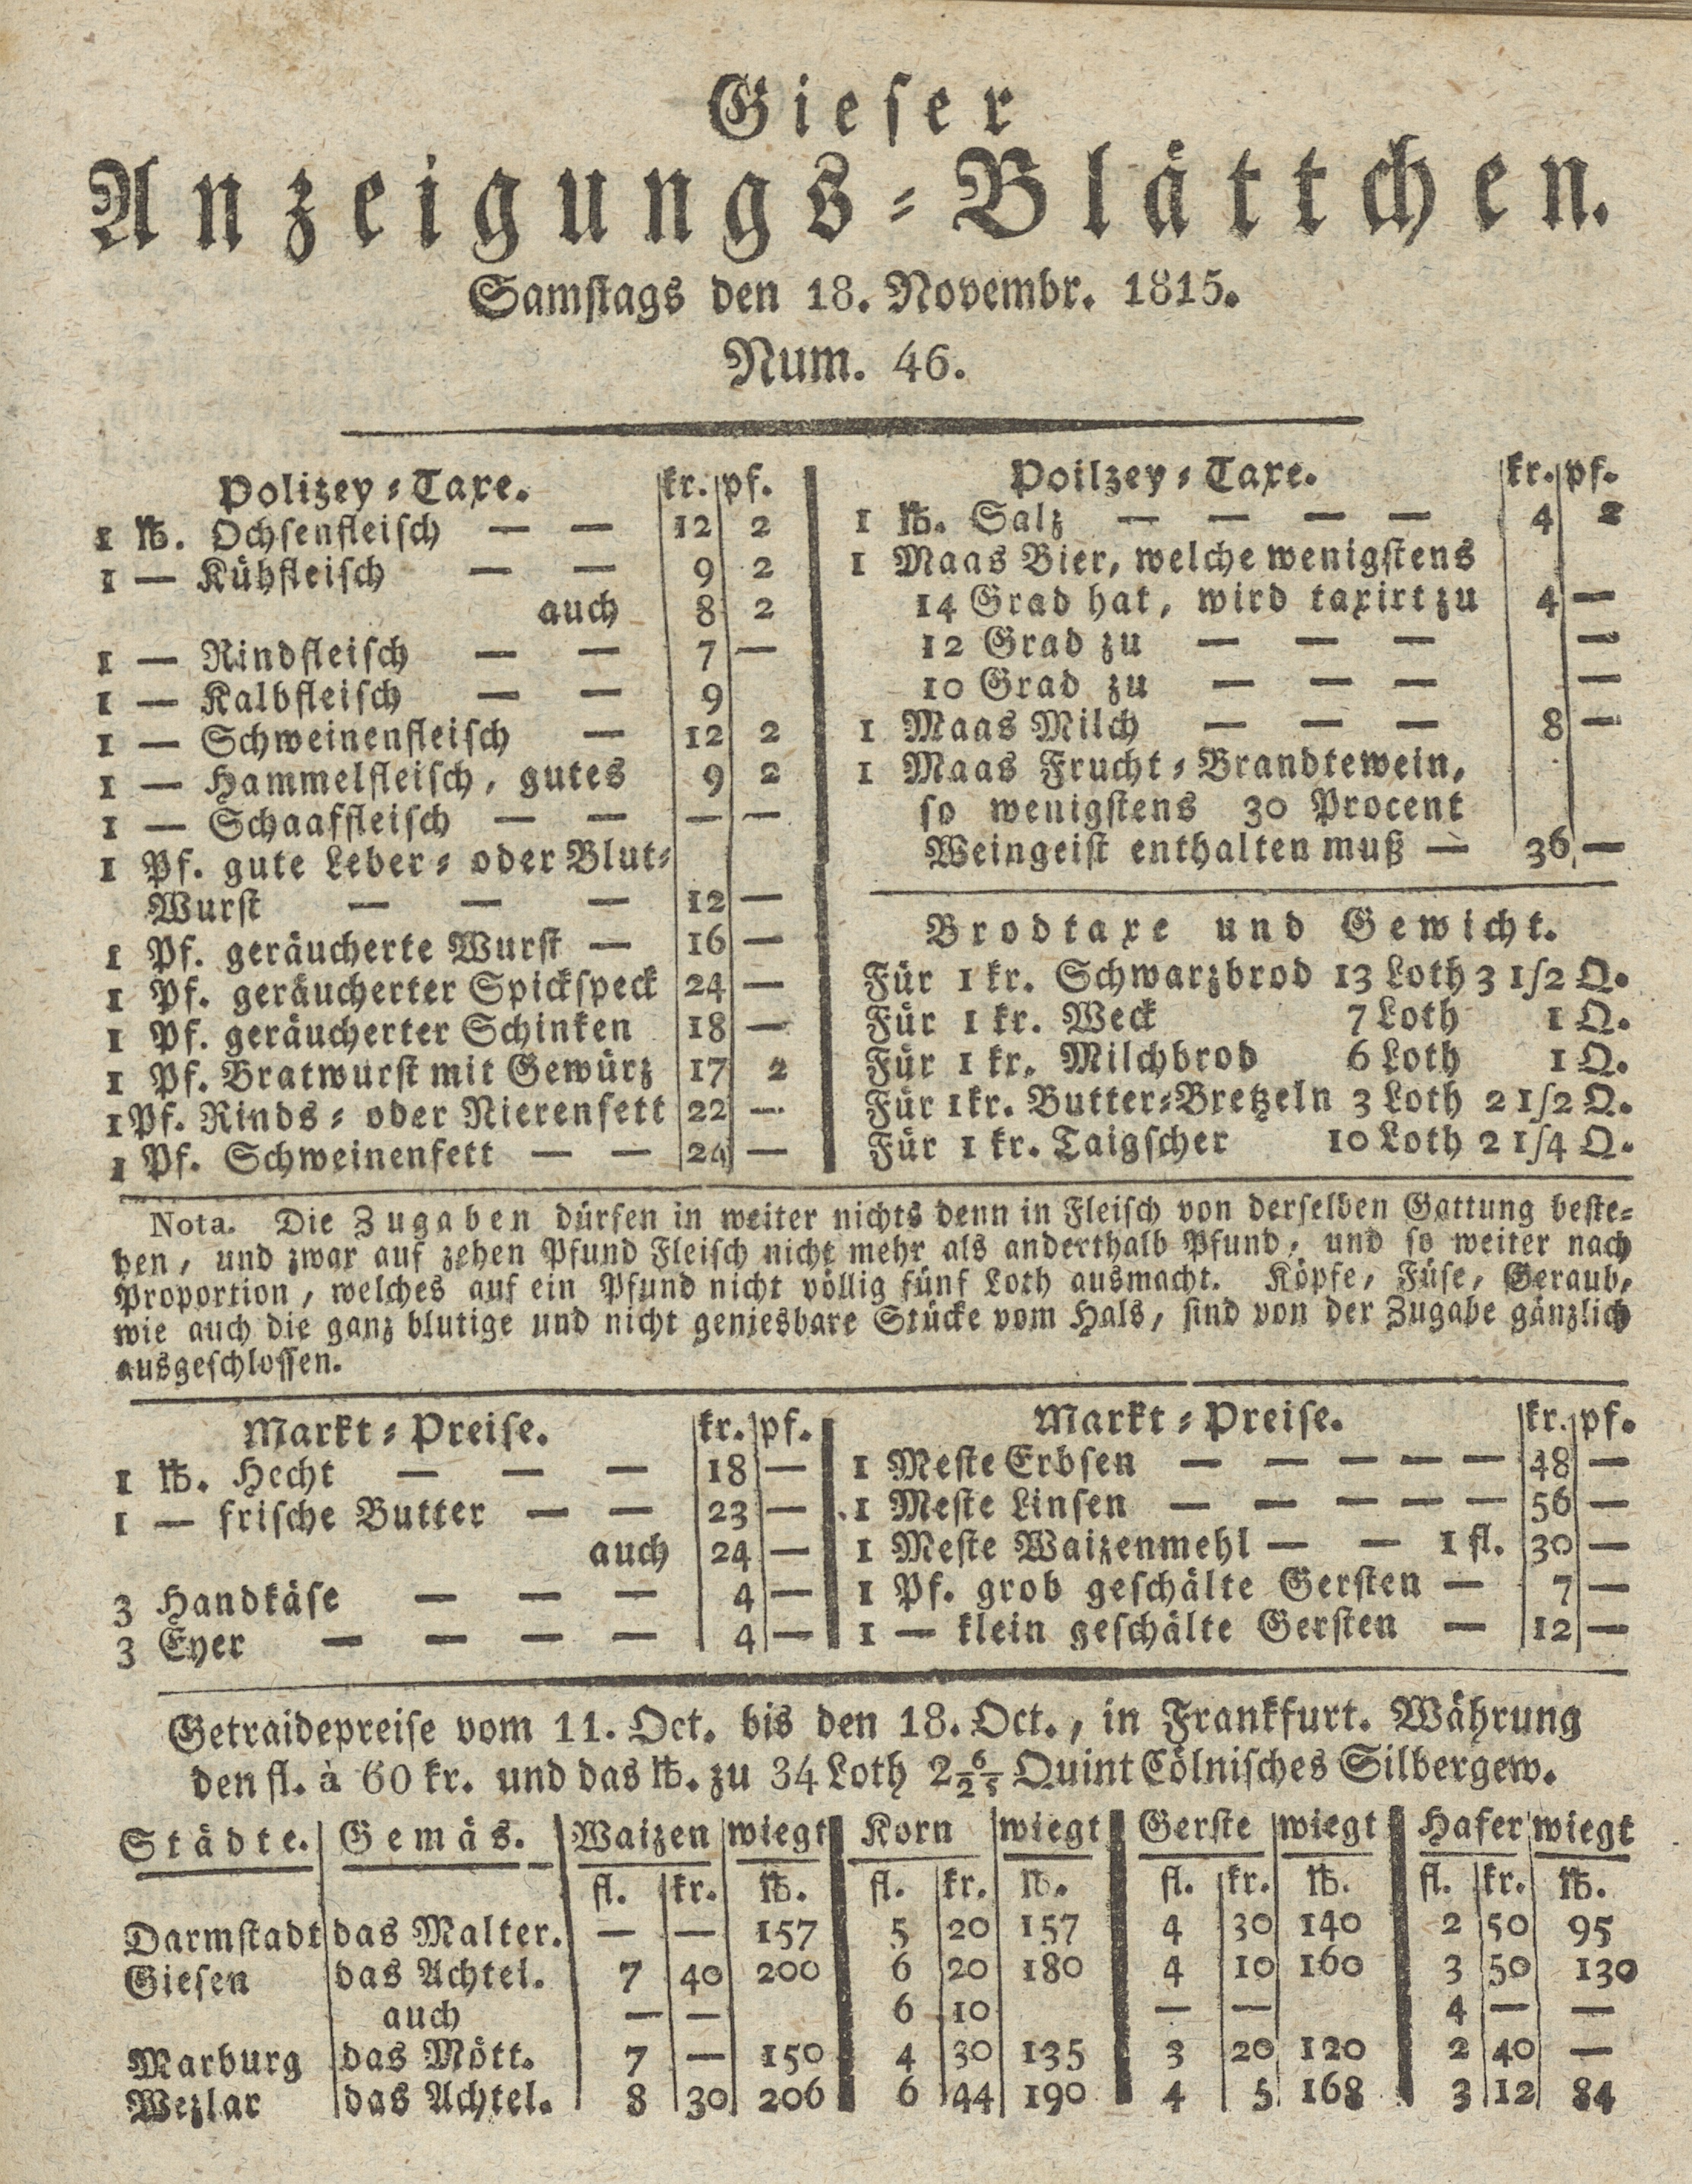 Gieser
Anzeigungs-Blättchen.
Samstags den 18. Novembr. 1815.
Num. 46.
Polizey-Taxe. kr. pf.
1 ℔. Ochsenfleisch — — 12 2
1 — Kühfleisch — — 9 2
auch 8 2
1 — Rindfleisch — — 7 —
1 — Kalbfleisch — — 9
1 — Schweinenfleisch — 12 2
1 — Hammelfleisch, gutes 9 2
1 — Schaaffleisch — — — —
1 Pf. gute Leber- oder Blut-
Wurst — — — 12 —
1 Pf. geräucherte Wurst — 16 —
1 Pf. geräucherter Spickspeck 24 —
1 Pf. geräucherter Schinken 18 —
1 Pf. Bratwurst mit Gewürz 17 2
1 Pf. Rinds- oder Nierenfett 22 —
1 Pf. Schweinenfett — — 24 —
Poilzey-Taxe. kr. pf.
1 ℔. Salz — — — — 4 2
1 Maas Bier, welche wenigstens
14 Grad hat, wird taxirt zu 4 —
12 Grad zu — — — —
10 Grad zu — — — —
1 Maas Milch — — — 8 —
1 Maas Frucht-Brandtewein,
so wenigstens 30 Procent
Weingeist enthalten muß — 36 —
Brodtaxe und Gewicht.
Für 1 kr. Schwarzbrod 13 Loth 3 1/2 Q.
Für 1 kr. Weck 7 Loth 1 Q.
Für 1 kr. Milchbrod 6 Loth 1 Q.
Für 1 kr. Butter-Bretzeln 3 Loth 2 1/2 Q.
Für 1 kr. Taigscher 10 Loth 2 1/4 Q.
Nota. Die Zugaben dürfen in weiter nichts denn in Fleisch von derselben Gattung beste-
hen, und zwar auf zehen Pfund Fleisch nicht mehr als anderthalb Pfund, und so weiter nach
Proportion, welches auf ein Pfund nicht völlig fünf Loth ausmacht. Köpfe, Füse, Geraub,
wie auch die ganz blutige und nicht geniesbare Stücke vom Hals, sind von der Zugabe gänzlich
ausgeschlossen.
Markt-Preise. kr. pf.
1 ℔. Hecht — — — 18 —
1 — frische Butter — — 23 —
auch 24 —
3 Handkäse — — — 4 —
3 Eyer — — — — 4 —
Markt-Preise. kr. pf.
1 Meste Erbsen — — — — — 48 —
1 Meste Linsen — — — — — 56 —
1 Meste Waizenmehl — — 1 fl. 30 —
1 Pf. grob geschälte Gersten — 7 —
1 — klein geschälte Gersten — 12 —
Getraidepreise vom 11. Oct. bis den 18. Oct., in Frankfurt. Währung
den fl. à 60 kr. und das ℔. zu 34 Loth 2 6/25 Quint Cölnisches Silbergew.
Städte. Gemäs. Waizen wiegt Korn wiegt Gerste wiegt Hafer wiegt
fl. kr. ℔. fl. kr. ℔. fl. kr. ℔. fl. kr. ℔.
Darmstadt das Malter. — — 157 5 20 157 4 30 140 2 50 95
Giesen das Achtel. 7 40 200 6 20 180 4 10 160 3 50 130
auch — — 6 10 — — 4 — —
Marburg das Mött. 7 — 150 4 30 135 3 20 120 2 40 —
Wezlar das Achtel. 8 30 206 6 44 190 4 5 168 3 12 84